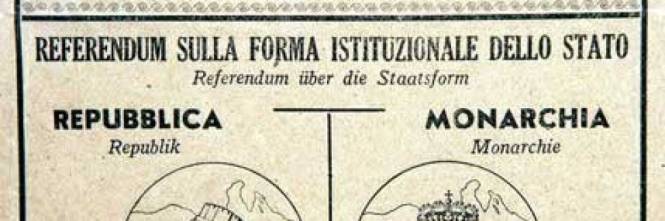 REFERENDUM SULLA FORMA ISTITUZIONALE DELLO STATO
Referendum über die Staatsform
REPUBBLICA
Republik
MONARCHIA
Monarchie